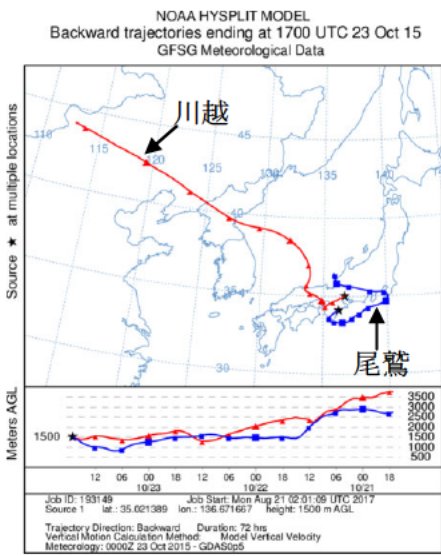 NOAA HYSPLIT MODEL
Backward trajectories ending at 1700 UTC 23 Oct 15
GFSG Meteorological Data
Source ★ at multiple locations
川越
110
115
120
125
130
135
140
45
40
35
30
尾鷲
Meters AGL
1500
3500
3000
2500
2000
1500
1000
500
12 06 00 18 12 06 00 18 12 06 00 18
10/23 10/22 10/21
Job ID: 193149 Job Start: Mon Aug 21 02:01:09 UTC 2017
Source 1 lat.: 35.021389 lon.: 136.671667 height: 1500 m AGL
Trajectory Direction: Backward Duration: 72 hrs
Vertical Motion Calculation Method: Model Vertical Velocity
Meteorology: 0000Z 23 Oct 2015 - GDAS0p5